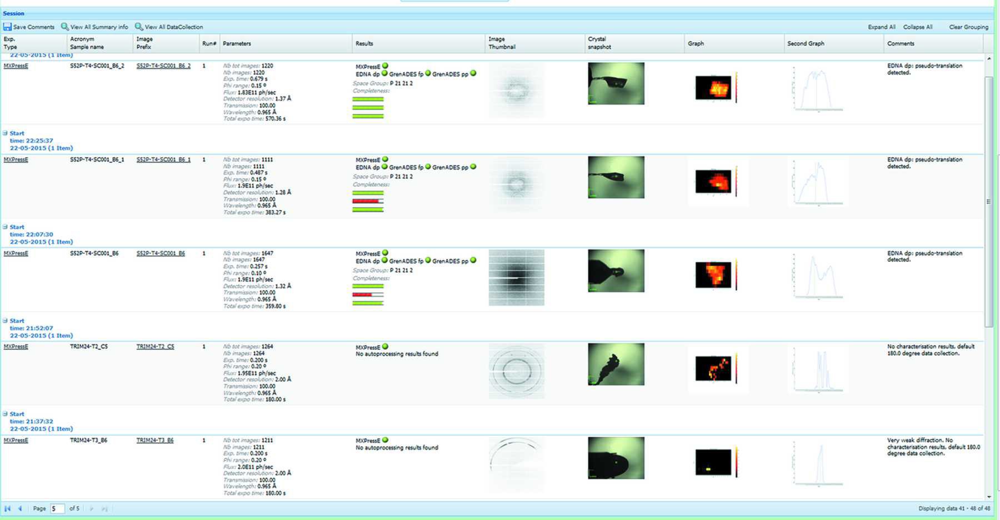 Session
Save Comments View All Summary info View All DataCollection Expand All Collapse All Clear Grouping
Exp. Type Acronym Sample name Image Prefix Run# Parameters Results Image Thumbnail Crystal snapshot Graph Second Graph Comments
22-05-2015 (1 Item)
MXPressE S52P-T4-SC001_B6_2 S52P-T4-SC001_B6_2 1
Nb tot images: 1220
Nb images: 1220
Exp. time: 0.679 s
Phi range: 0.15 º
Flux: 1.83E11 ph/sec
Detector resolution: 1.37 Å
Transmission: 100.00
Wavelength: 0.965 Å
Total expo time: 570.36 s
MXPressE
EDNA dp GrenADES fp GrenADES pp
Space Group: P 21 21 2
Completeness:
EDNA dp: pseudo-translation
detected.
Start
time: 22:25:37
22-05-2015 (1 Item)
MXPressE S52P-T4-SC001_B6_1 S52P-T4-SC001_B6_1 1
Nb tot images: 1111
Nb images: 1111
Exp. time: 0.487 s
Phi range: 0.15 º
Flux: 1.9E11 ph/sec
Detector resolution: 1.28 Å
Transmission: 100.00
Wavelength: 0.965 Å
Total expo time: 383.27 s
MXPressE
EDNA dp GrenADES fp GrenADES pp
Space Group: P 21 21 2
Completeness:
EDNA dp: pseudo-translation
detected.
Start
time: 22:07:30
22-05-2015 (1 Item)
MXPressE S52P-T4-SC001_B6 S52P-T4-SC001_B6 1
Nb tot images: 1647
Nb images: 1647
Exp. time: 0.257 s
Phi range: 0.10 º
Flux: 1.9E11 ph/sec
Detector resolution: 1.32 Å
Transmission: 100.00
Wavelength: 0.965 Å
Total expo time: 359.80 s
MXPressE
EDNA dp GrenADES fp GrenADES pp
Space Group: P 21 21 2
Completeness:
EDNA dp: pseudo-translation
detected.
Start
time: 21:52:07
22-05-2015 (1 Item)
MXPressE TRIM24-T2_C5 TRIM24-T2_C5 1
Nb tot images: 1264
Nb images: 1264
Exp. time: 0.200 s
Phi range: 0.20 º
Flux: 1.95E11 ph/sec
Detector resolution: 2.00 Å
Transmission: 100.00
Wavelength: 0.965 Å
Total expo time: 180.00 s
MXPressE
No autoprocessing results found
No characterisation results, default
180.0 degree data collection.
Start
time: 21:37:32
22-05-2015 (1 Item)
MXPressE TRIM24-T3_B6 TRIM24-T3_B6 1
Nb tot images: 1211
Nb images: 1211
Exp. time: 0.200 s
Phi range: 0.20 º
Flux: 2.0E11 ph/sec
Detector resolution: 2.00 Å
Transmission: 100.00
Wavelength: 0.965 Å
Total expo time: 180.00 s
MXPressE
No autoprocessing results found
Very weak diffraction. No
characterisation results, default 180.0
degree data collection.
Page 5 of 5 Displaying data 41 - 48 of 48